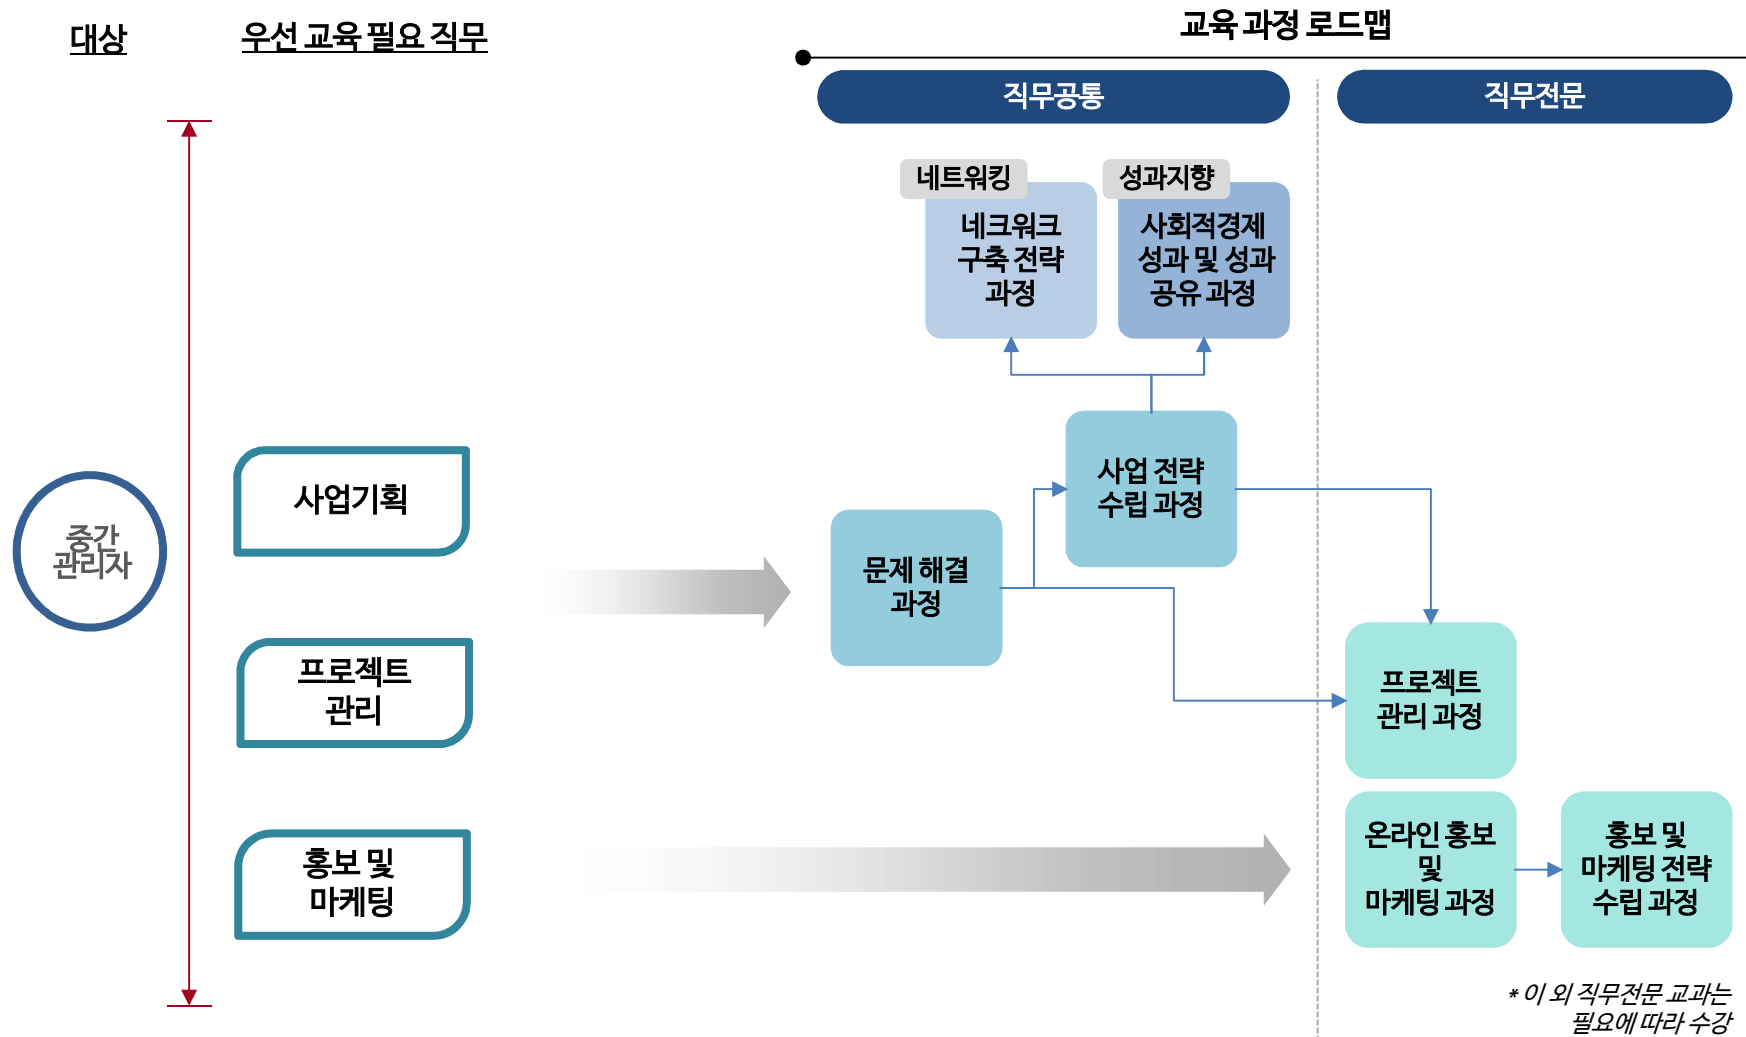 대상
우선 교육 필요 직무
교육 과정 로드맵
직무공통
직무전문
네트워킹
성과지향
네크워크
구축 전략
과정
사회적경제
성과 및 성과
공유 과정
사업 전략
수립 과정
사업기획
중간
관리자
문제 해결
과정
프로젝트
관리
프로젝트
관리 과정
홍보 및
마케팅
온라인 홍보
및
마케팅 과정
홍보 및
마케팅 전략
수립 과정
* 이 외 직무전문 교과는
필요에 따라 수강